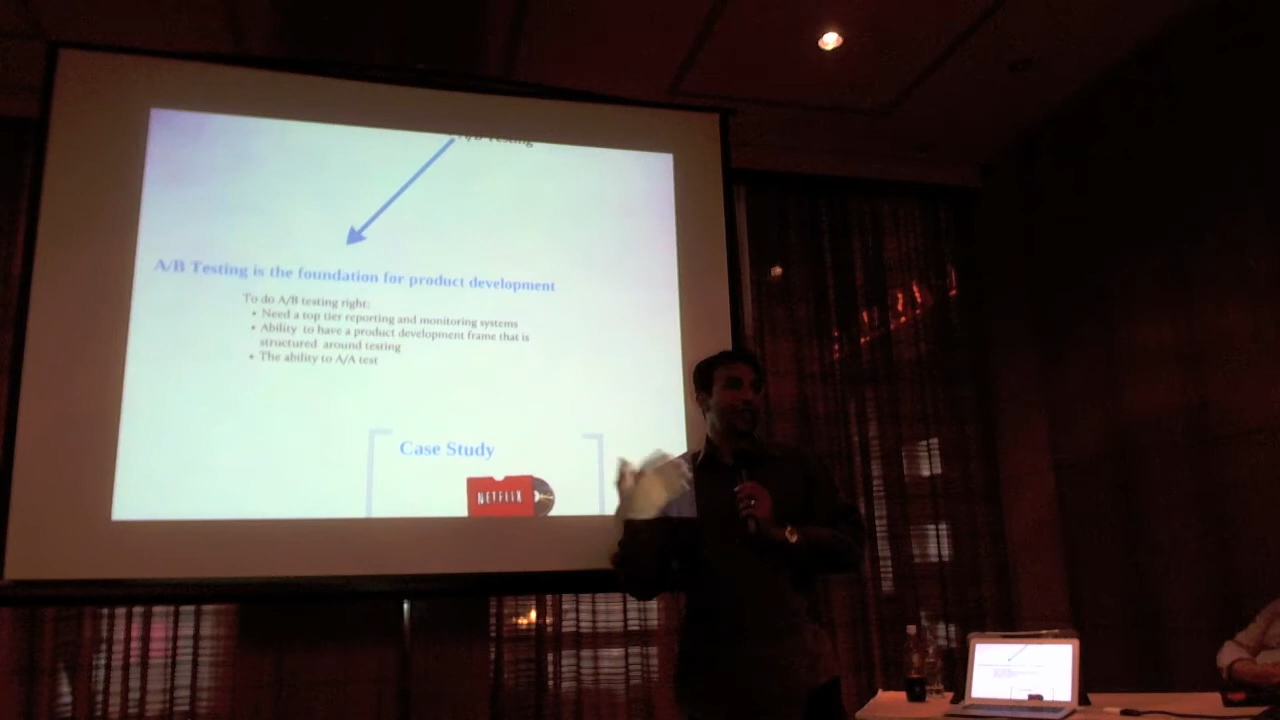 A/B Testing
A/B Testing is the foundation for product development
To do A/B testing right:
• Need a top tier reporting and monitoring systems
• Ability to have a product development frame that is
structured around testing
• The ability to A/A test
Case Study
NETFLIX